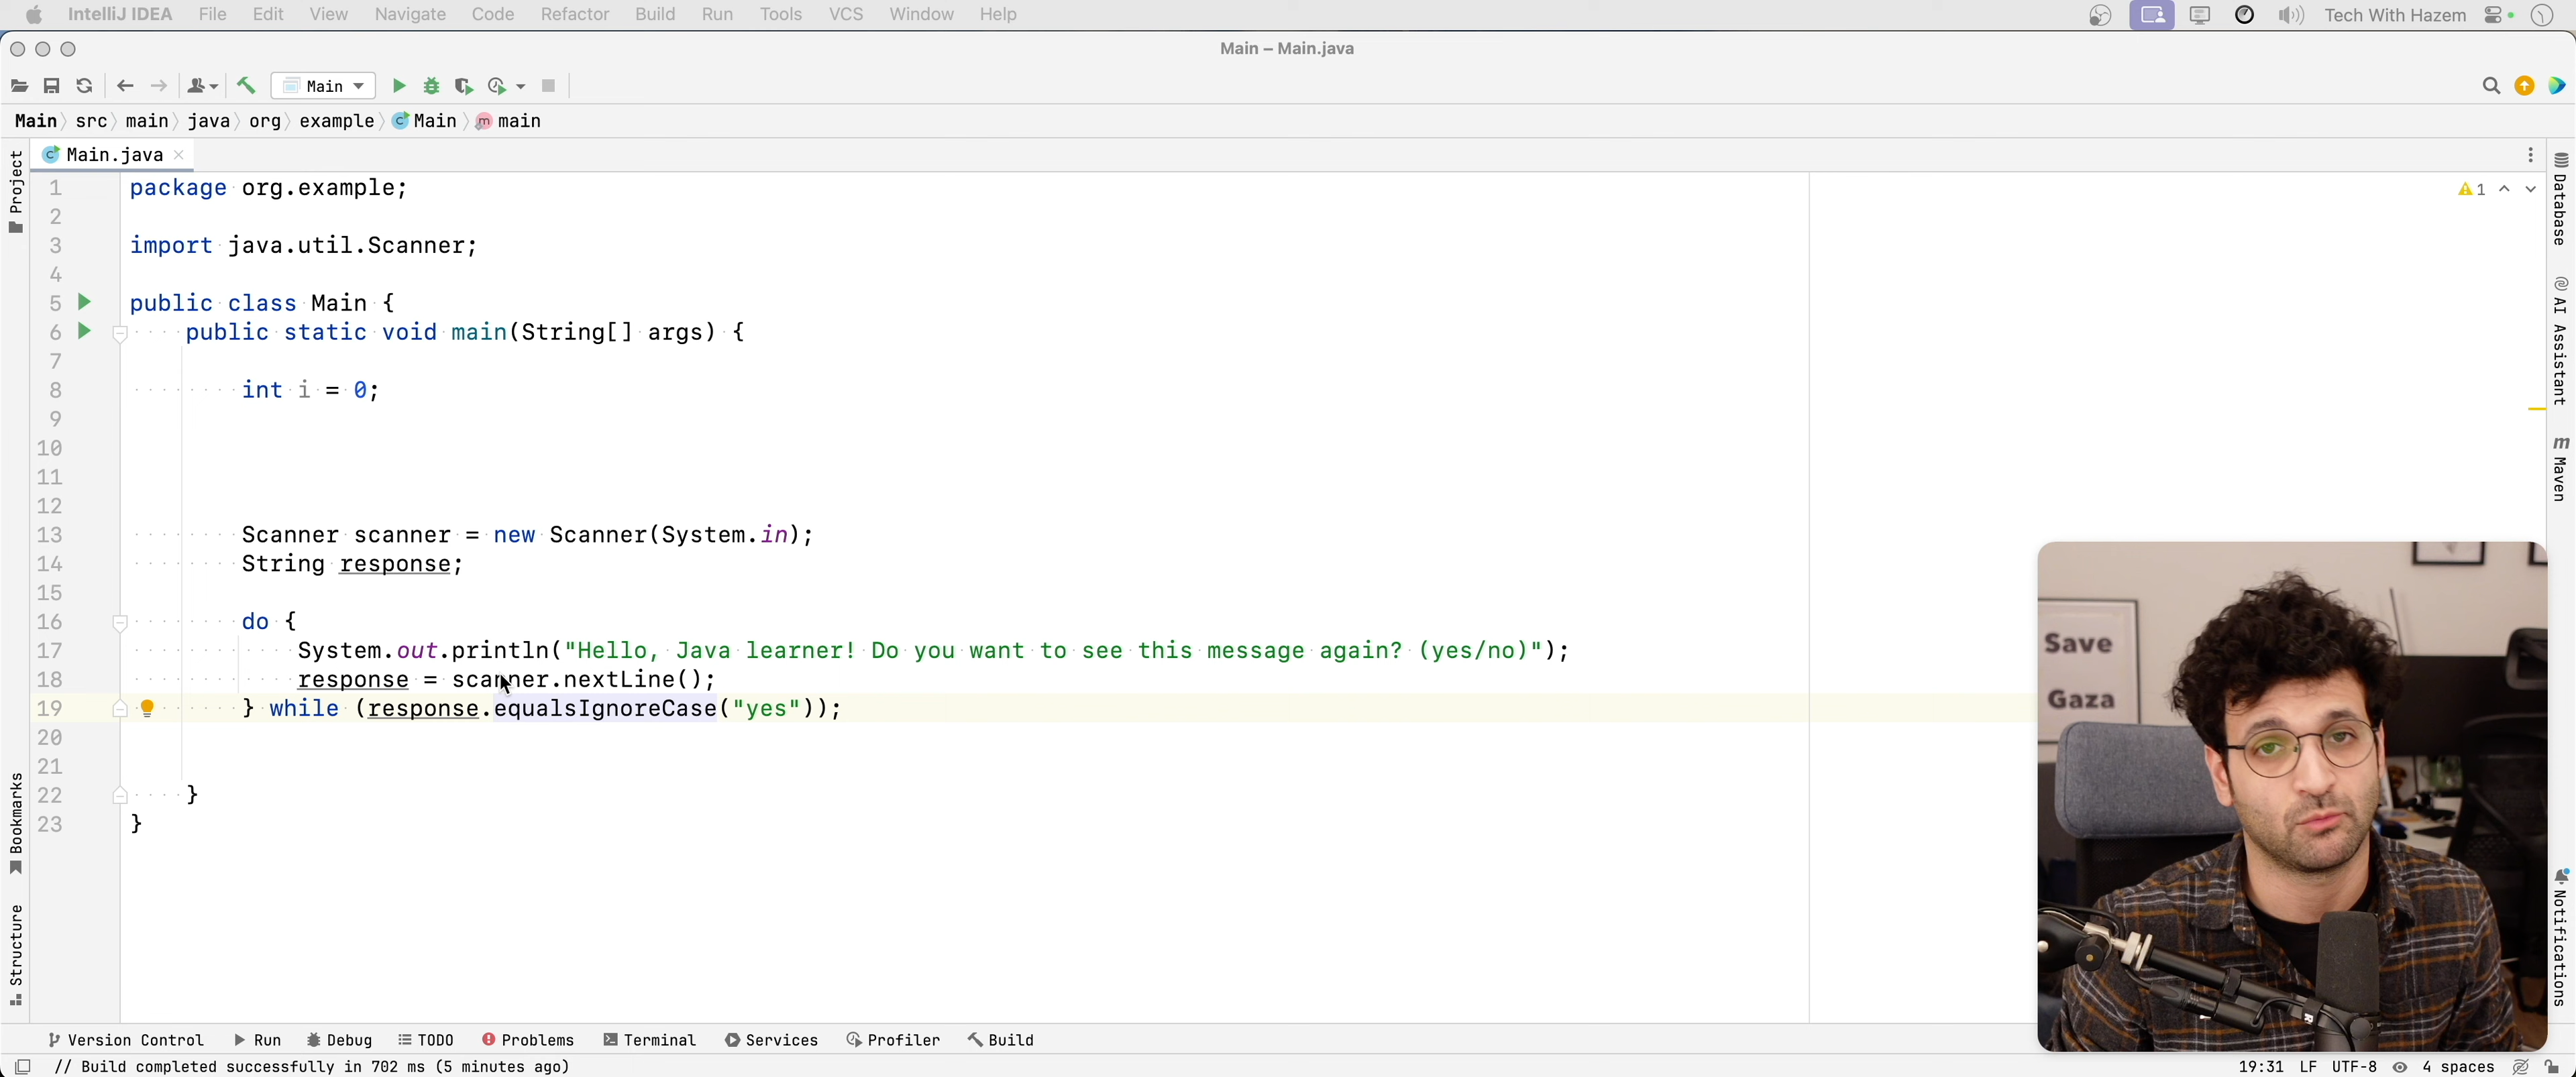 IntelliJ IDEA File Edit View Navigate Code Refactor Build Run Tools VCS Window Help Tech With Hazem
Main – Main.java
Main
Main src main java org example Main main
Project
Main.java
1 package org.example;
2
3 import java.util.Scanner;
4
5 public class Main {
6 public static void main(String[] args) {
7
8 int i = 0;
9
10
11
12
13 Scanner scanner = new Scanner(System.in);
14 String response;
15
16 do {
17 System.out.println("Hello, Java learner! Do you want to see this message again? (yes/no)");
18 response = scanner.nextLine();
19 } while (response.equalsIgnoreCase("yes"));
20
21
22 }
23 }
1
Database
AI Assistant
m Maven
Notifications
Save
Gaza
Bookmarks
Structure
Version Control Run Debug TODO Problems Terminal Services Profiler Build
// Build completed successfully in 702 ms (5 minutes ago) 19:31 LF UTF-8 4 spaces